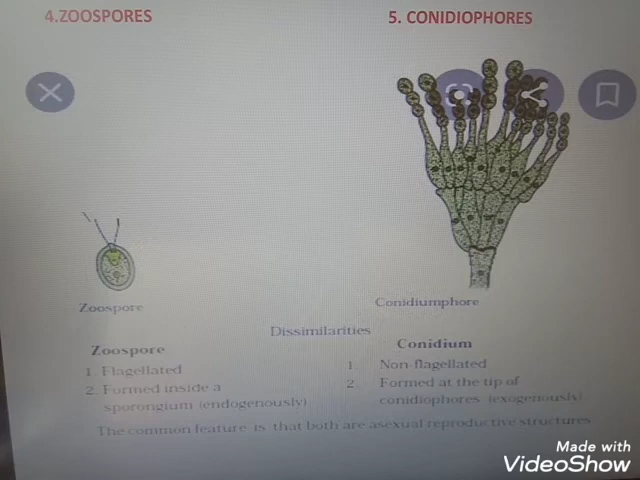 4.ZOOSPORES
5. CONIDIOPHORES
Zoospore
Conidiumphore
Dissimilarities
Zoospore
Conidium
1. Flagellated
1 Non-flagellated
2. Formed inside a
sporongium (endogenously)
2. Formed at the tip of
conidiophores (exogenously)
The common feature is that both are asexual reproductive structures
Made with
VideoShow